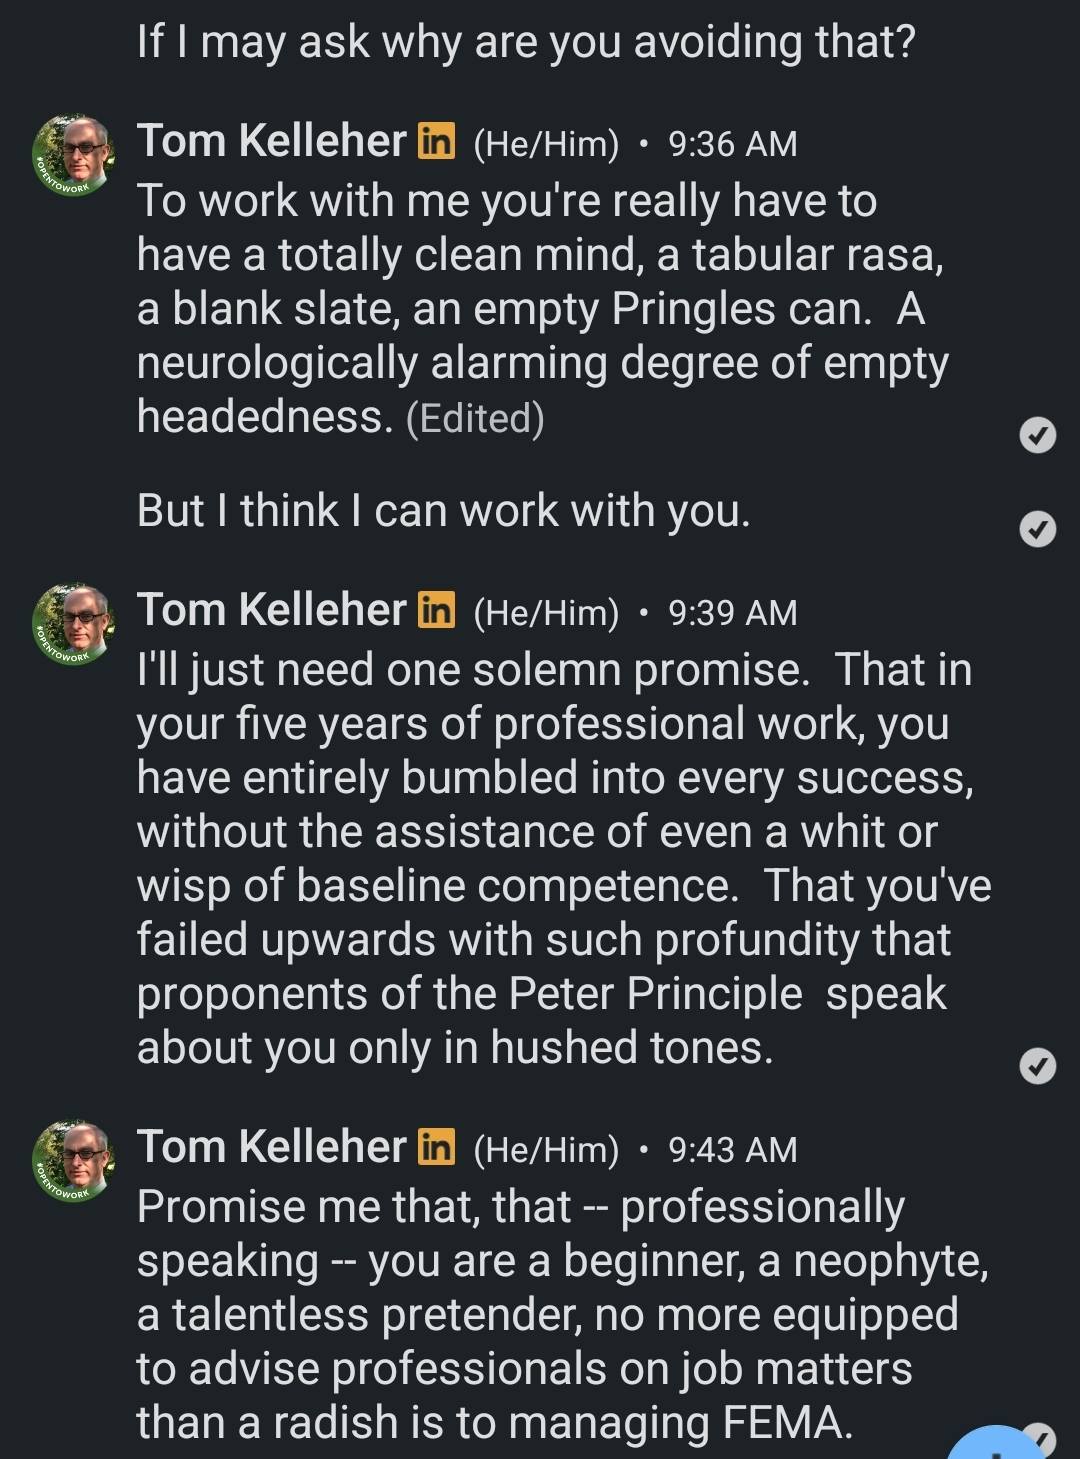 If I may ask why are you avoiding that?
Tom Kelleher in (He/Him) • 9:36 AM
#OPENTOWORK
To work with me you're really have to
have a totally clean mind, a tabular rasa,
a blank slate, an empty Pringles can.  A
neurologically alarming degree of empty
headedness. (Edited)
But I think I can work with you.
Tom Kelleher in (He/Him) • 9:39 AM
#OPENTOWORK
I'll just need one solemn promise.  That in
your five years of professional work, you
have entirely bumbled into every success,
without the assistance of even a whit or
wisp of baseline competence.  That you've
failed upwards with such profundity that
proponents of the Peter Principle  speak
about you only in hushed tones.
Tom Kelleher in (He/Him) • 9:43 AM
#OPENTOWORK
Promise me that, that -- professionally
speaking -- you are a beginner, a neophyte,
a talentless pretender, no more equipped
to advise professionals on job matters
than a radish is to managing FEMA.